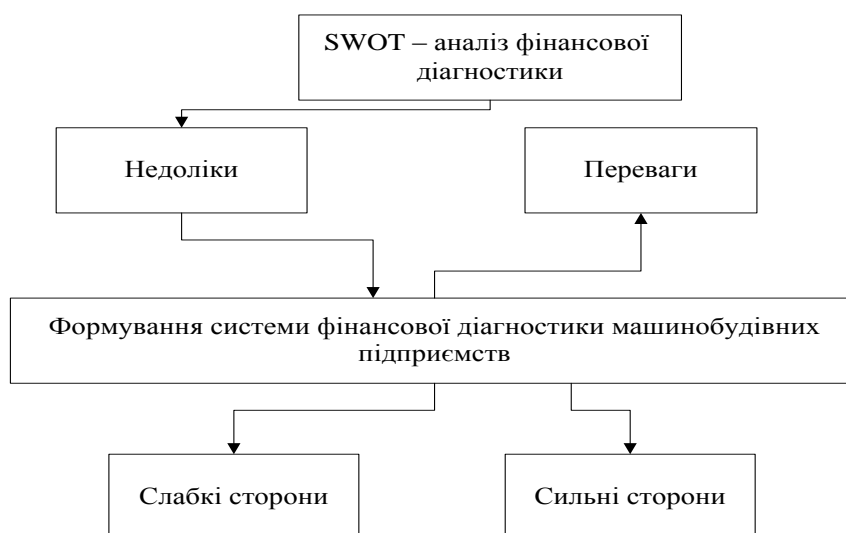 SWOT – аналіз фінансової
діагностики
Недоліки
Переваги
Формування системи фінансової діагностики машинобудівних
підприємств
Слабкі сторони
Сильні сторони